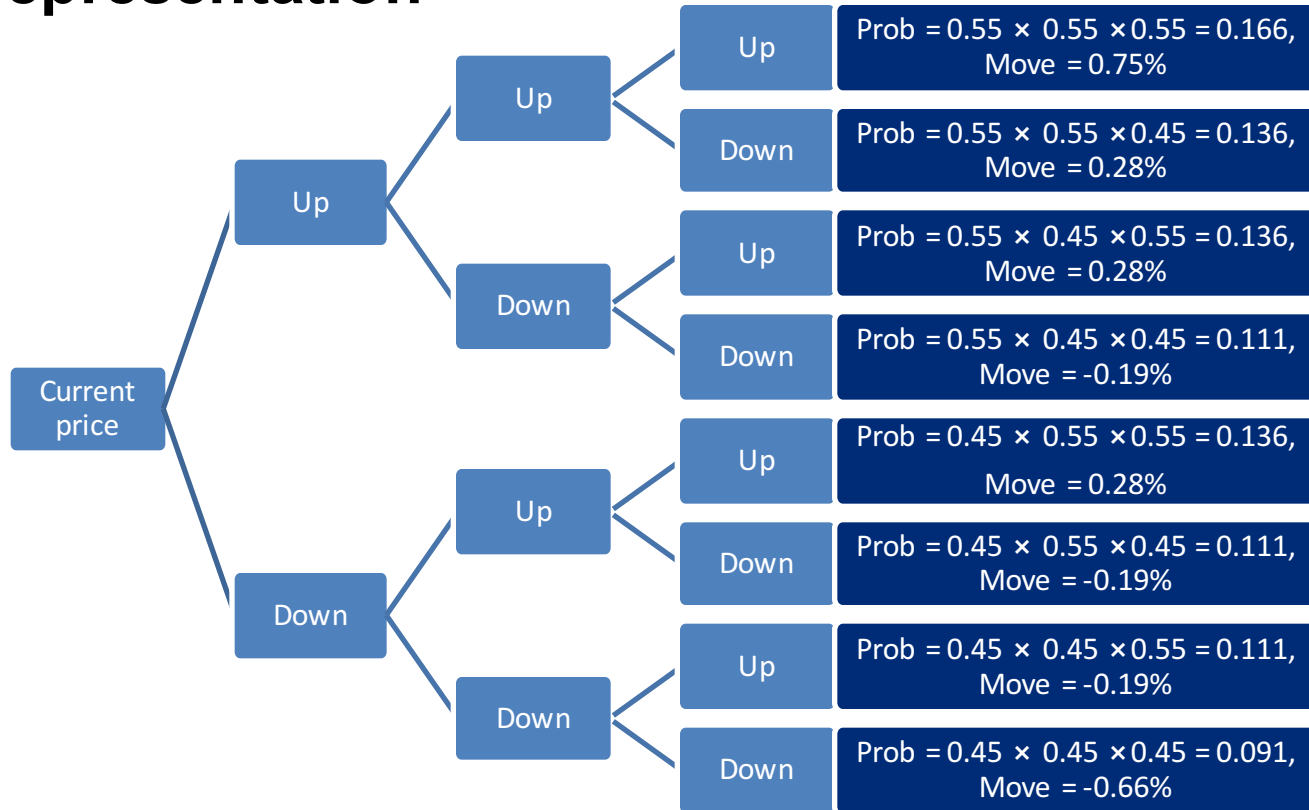 epresentation
Up
Prob = 0.55 × 0.55 ×0.55 = 0.166,
Move = 0.75%
Up
Down
Prob = 0.55 × 0.55 ×0.45 = 0.136,
Move = 0.28%
Up
Up
Prob = 0.55 × 0.45 ×0.55 = 0.136,
Move = 0.28%
Down
Down
Prob = 0.55 × 0.45 ×0.45 = 0.111,
Move = -0.19%
Current
price
Up
Prob = 0.45 × 0.55 ×0.55 = 0.136,
Move = 0.28%
Up
Down
Prob = 0.45 × 0.55 ×0.45 = 0.111,
Move = -0.19%
Down
Up
Prob = 0.45 × 0.45 ×0.55 = 0.111,
Move = -0.19%
Down
Down
Prob = 0.45 × 0.45 ×0.45 = 0.091,
Move = -0.66%